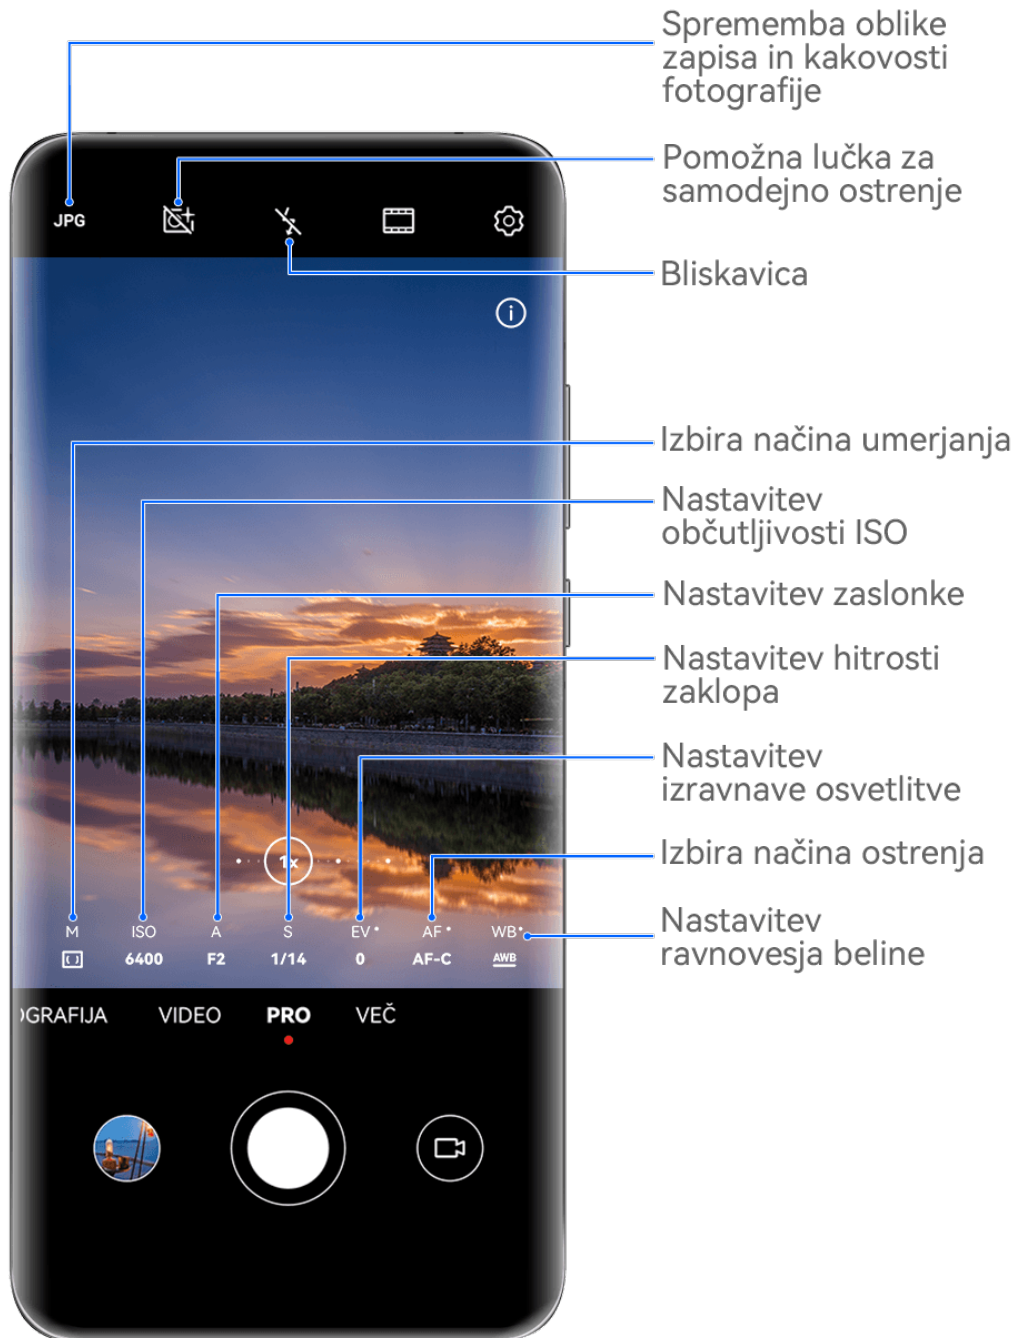 Sprememba oblike
zapisa in kakovosti
fotografije
Pomožna lučka za
samodejno ostrenje
JPG
Bliskavica
Izbira načina umerjanja
Nastavitev
občutljivosti ISO
Nastavitev zaslonke
Nastavitev hitrosti
zaklopa
Nastavitev
izravnave osvetlitve
Izbira načina ostrenja
1x
Nastavitev
ravnovesja beline
M ISO A S EV AF WB
6400 F2 1/14 0 AF-C AWB
OGRAFIJA VIDEO PRO VEČ